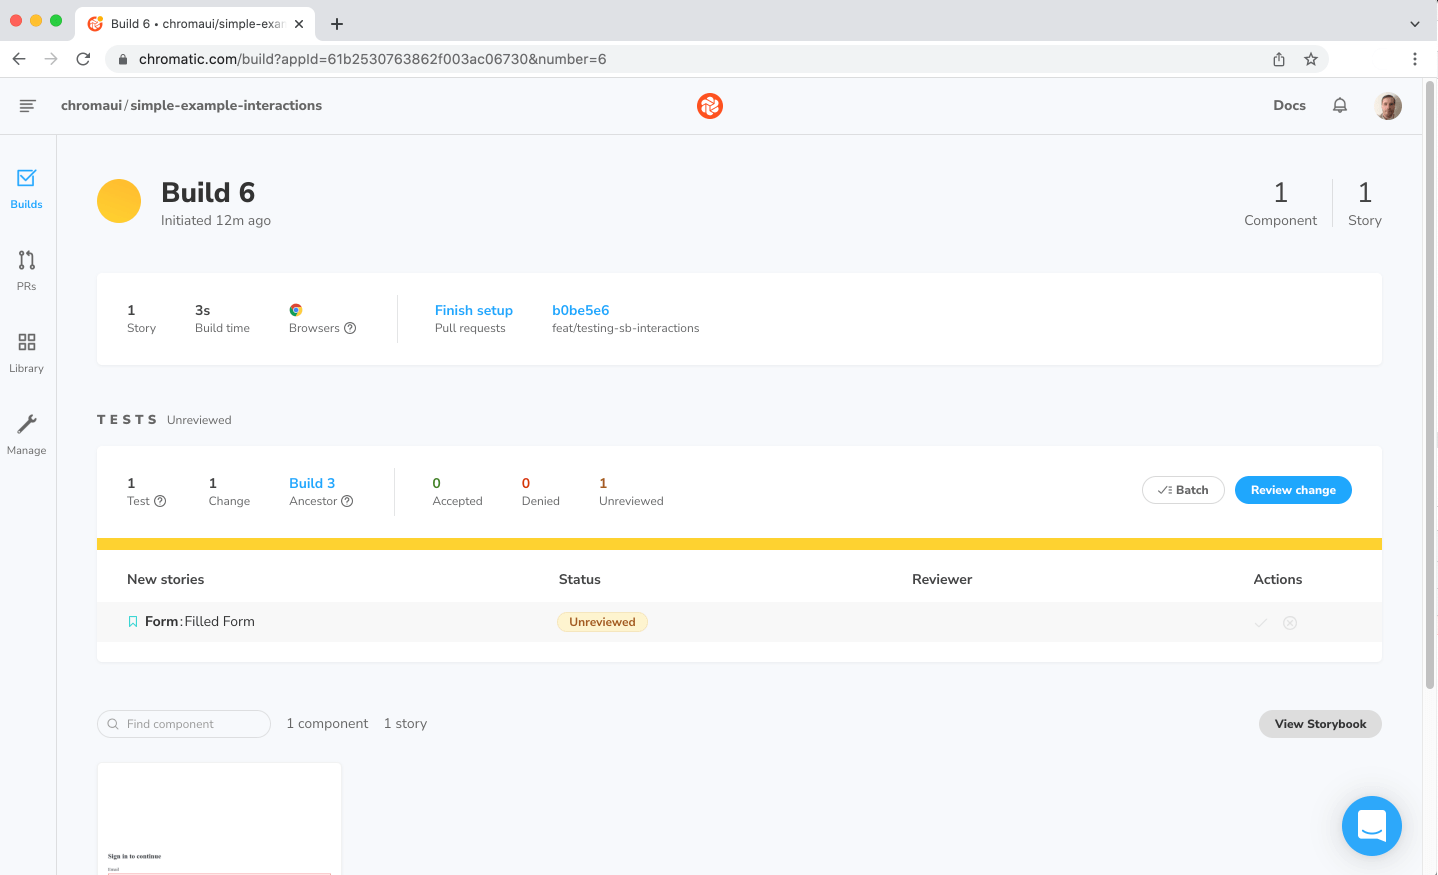 Build 6 • chromaui/simple-exam
chromatic.com/build?appId=61b2530763862f003ac06730&number=6
chromaui / simple-example-interactions
Docs
Builds
PRs
Library
Manage
Build 6
Initiated 12m ago
1
Component
1
Story
1
Story
3s
Build time
Browsers
Finish setup
Pull requests
b0be5e6
feat/testing-sb-interactions
TESTS Unreviewed
1
Test
1
Change
Build 3
Ancestor
0
Accepted
0
Denied
1
Unreviewed
Batch
Review change
New stories Status Reviewer Actions
Form: Filled Form Unreviewed
Find component 1 component 1 story
View Storybook
Sign in to continue
Email